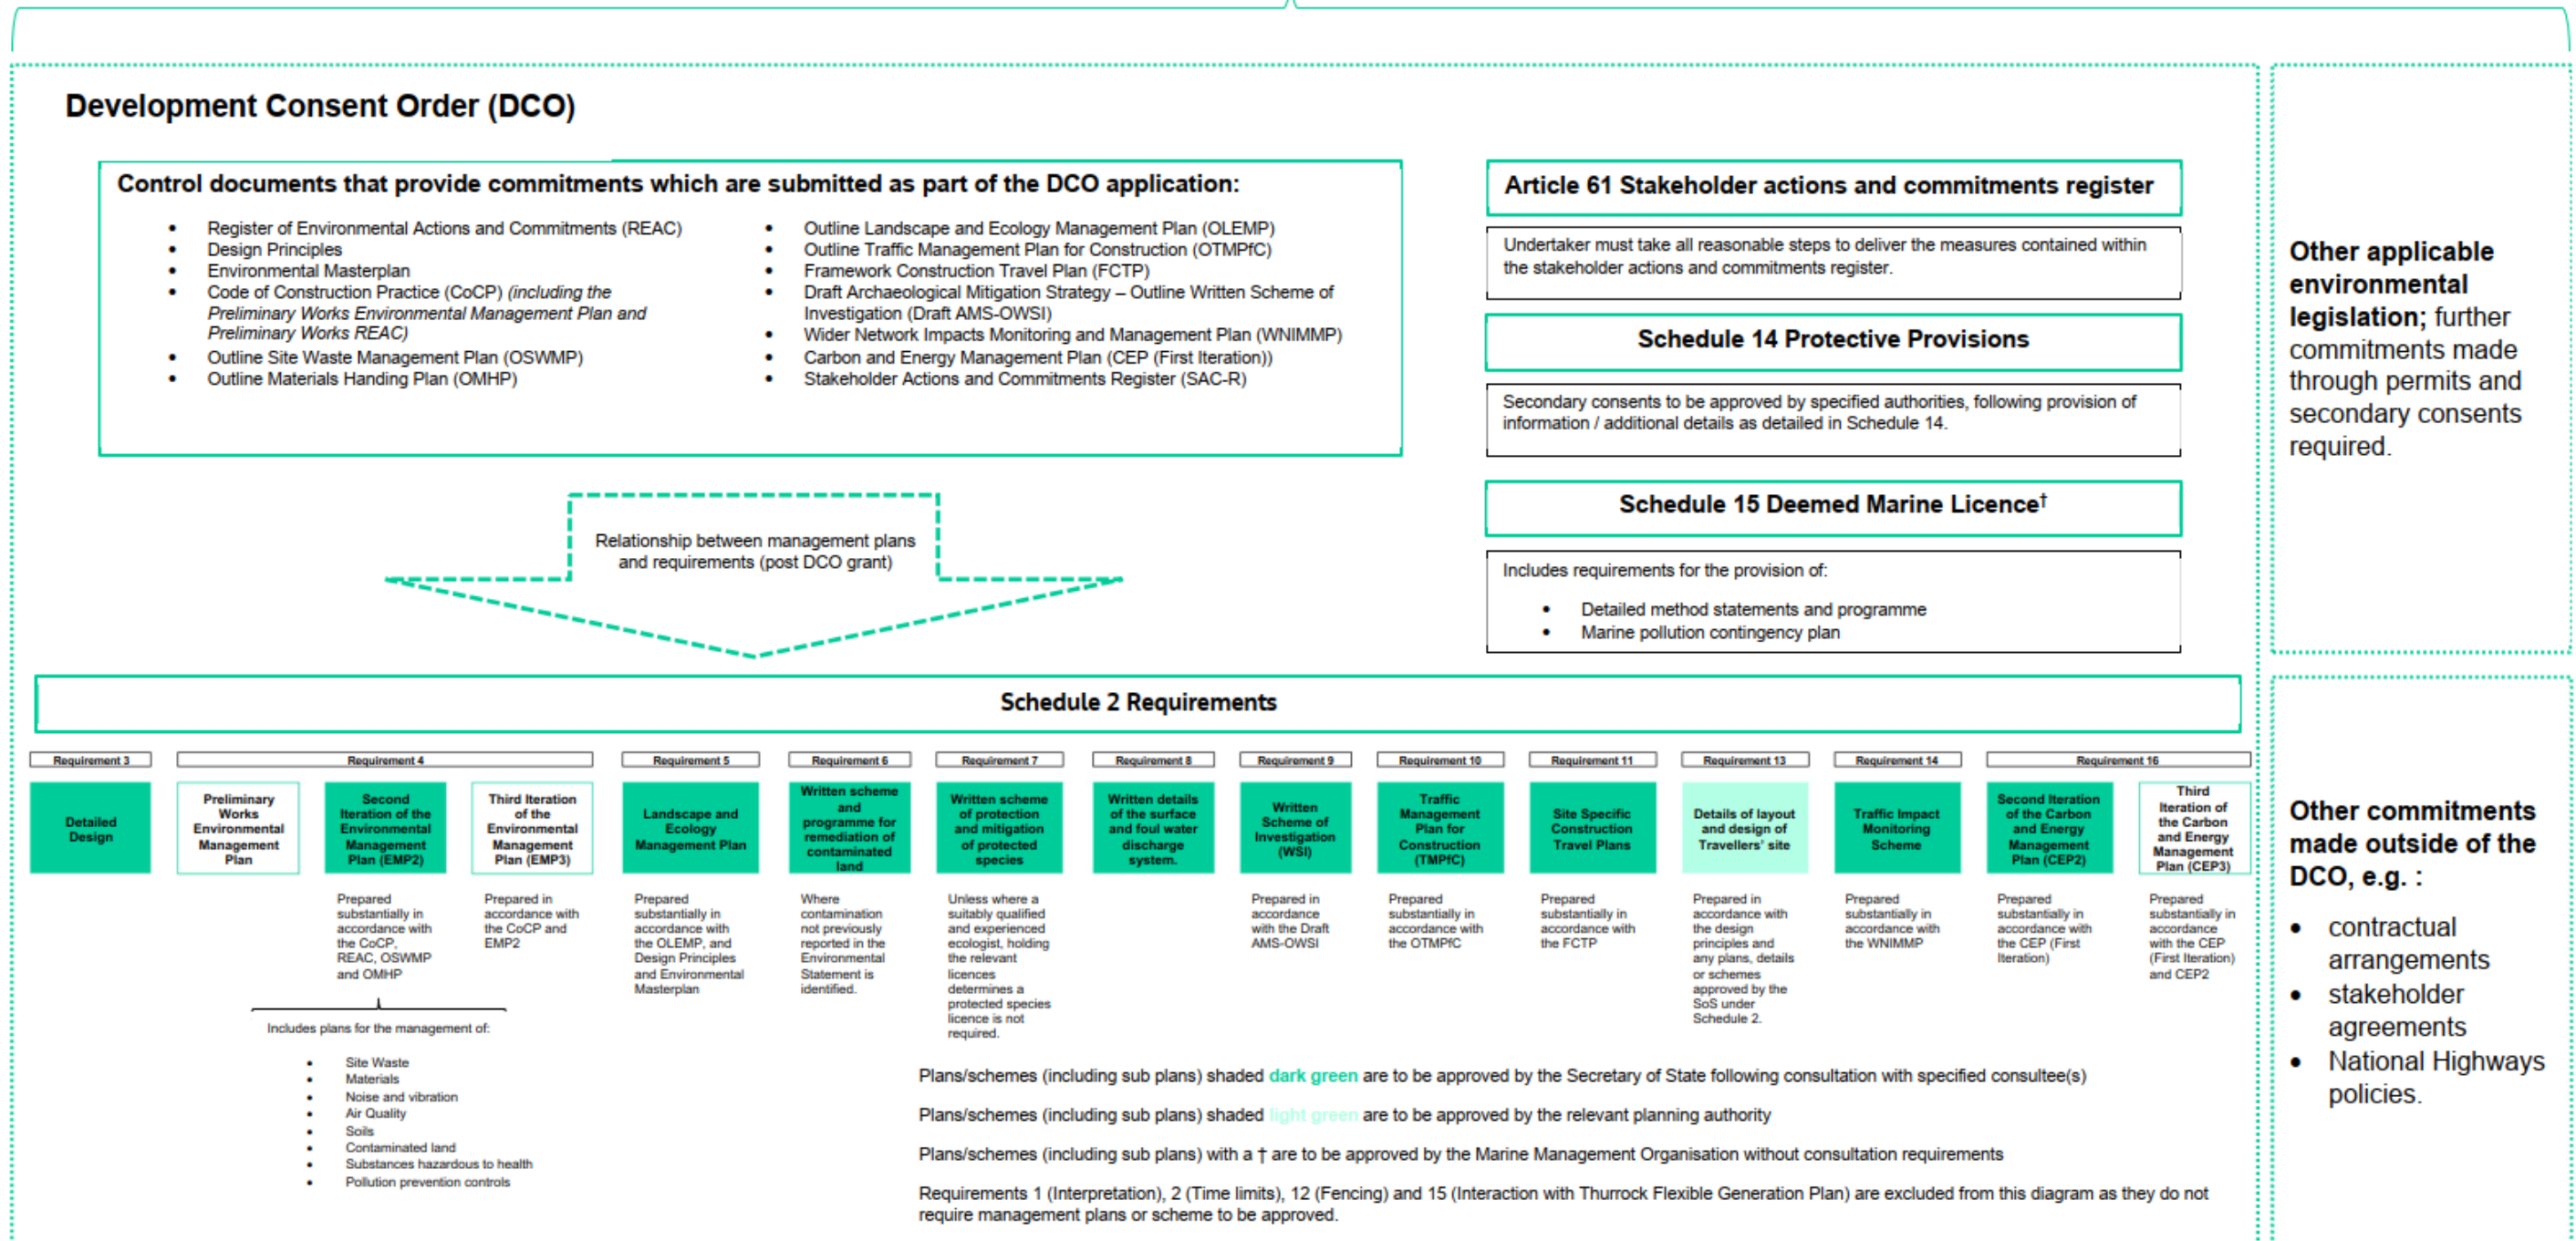 Development Consent Order (DCO)
Control documents that provide commitments which are submitted as part of the DCO application:
• Register of Environmental Actions and Commitments (REAC)
• Design Principles
• Environmental Masterplan
• Code of Construction Practice (CoCP) (including the
Preliminary Works Environmental Management Plan and
Preliminary Works REAC)
• Outline Site Waste Management Plan (OSWMP)
• Outline Materials Handing Plan (OMHP)
• Outline Landscape and Ecology Management Plan (OLEMP)
• Outline Traffic Management Plan for Construction (OTMPfC)
• Framework Construction Travel Plan (FCTP)
• Draft Archaeological Mitigation Strategy – Outline Written Scheme of
Investigation (Draft AMS-OWSI)
• Wider Network Impacts Monitoring and Management Plan (WNIMMP)
• Carbon and Energy Management Plan (CEP (First Iteration))
• Stakeholder Actions and Commitments Register (SAC-R)
Article 61 Stakeholder actions and commitments register
Undertaker must take all reasonable steps to deliver the measures contained within
the stakeholder actions and commitments register.
Schedule 14 Protective Provisions
Secondary consents to be approved by specified authorities, following provision of
information / additional details as detailed in Schedule 14.
Schedule 15 Deemed Marine Licence†
Includes requirements for the provision of:
• Detailed method statements and programme
• Marine pollution contingency plan
Other applicable
environmental
legislation; further
commitments made
through permits and
secondary consents
required.
Relationship between management plans
and requirements (post DCO grant)
Schedule 2 Requirements
Requirement 3
Detailed
Design
Requirement 4
Preliminary
Works
Environmental
Management
Plan
Second
Iteration of the
Environmental
Management
Plan (EMP2)
Prepared
substantially in
accordance with
the CoCP,
REAC, OSWMP
and OMHP
Third Iteration
of the
Environmental
Management
Plan (EMP3)
Prepared in
accordance with
the CoCP and
EMP2
Includes plans for the management of:
• Site Waste
• Materials
• Noise and vibration
• Air Quality
• Soils
• Contaminated land
• Substances hazardous to health
• Pollution prevention controls
Requirement 5
Landscape and
Ecology
Management Plan
Prepared
substantially in
accordance with
the OLEMP, and
Design Principles
and Environmental
Masterplan
Requirement 6
Written scheme
and
programme for
remediation of
contaminated
land
Where
contamination
not previously
reported in the
Environmental
Statement is
identified.
Requirement 7
Written scheme
of protection
and mitigation
of protected
species
Unless where a
suitably qualified
and experienced
ecologist, holding
the relevant
licences
determines a
protected species
licence is not
required.
Requirement 8
Written details
of the surface
and foul water
discharge
system.
Requirement 9
Written
Scheme of
Investigation
(WSI)
Prepared in
accordance
with the Draft
AMS-OWSI
Requirement 10
Traffic
Management
Plan for
Construction
(TMPfC)
Prepared
substantially in
accordance with
the OTMPfC
Requirement 11
Site Specific
Construction
Travel Plans
Prepared
substantially in
accordance with
the FCTP
Requirement 13
Details of layout
and design of
Travellers' site
Prepared in
accordance with
the design
principles and
any plans, details
or schemes
approved by the
SoS under
Schedule 2.
Requirement 14
Traffic Impact
Monitoring
Scheme
Prepared
substantially in
accordance with
the WNIMMP
Requirement 16
Second Iteration
of the Carbon
and Energy
Management
Plan (CEP2)
Prepared
substantially in
accordance with
the CEP (First
Iteration)
Third
Iteration of
the Carbon
and Energy
Management
Plan (CEP3)
Prepared
substantially in
accordance
with the CEP
(First Iteration)
and CEP2
Plans/schemes (including sub plans) shaded dark green are to be approved by the Secretary of State following consultation with specified consultee(s)
Plans/schemes (including sub plans) shaded light green are to be approved by the relevant planning authority
Plans/schemes (including sub plans) with a † are to be approved by the Marine Management Organisation without consultation requirements
Requirements 1 (Interpretation), 2 (Time limits), 12 (Fencing) and 15 (Interaction with Thurrock Flexible Generation Plan) are excluded from this diagram as they do not
require management plans or scheme to be approved.
Other commitments
made outside of the
DCO, e.g. :
• contractual
arrangements
• stakeholder
agreements
• National Highways
policies.